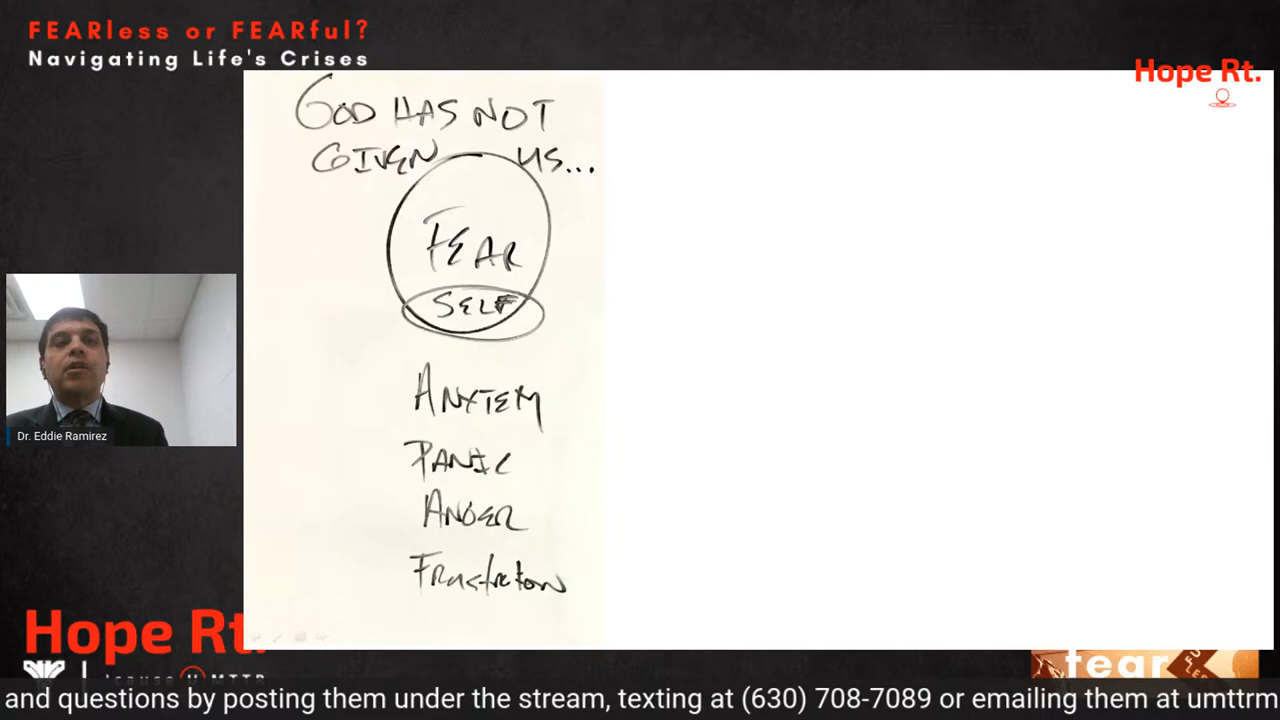 FEARless or FEARful?
Navigating Life's Crises
Hope Rt.
GOD HAS NOT
GIVEN US...
FEAR
SELF
ANXIETY
PANIC
ANGER
Frustration
Dr. Eddie Ramirez
Hope Rt.
fear
and questions by posting them under the stream, texting at (630) 708-7089 or emailing them at umttrm